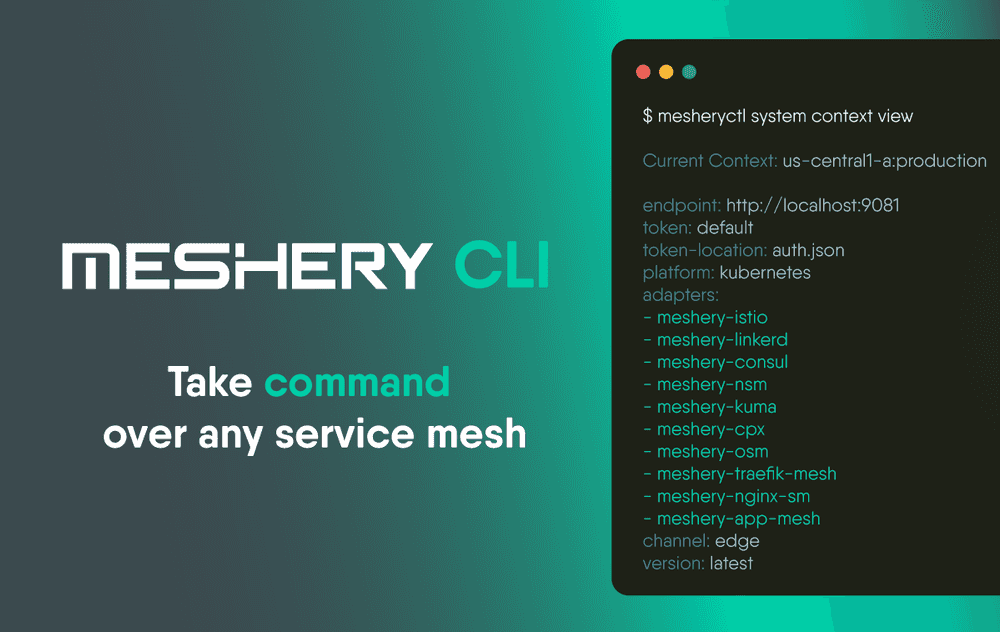 MESHERY CLI
Take command
over any service mesh
$ mesheryctl system context view
Current Context: us-central1-a:production
endpoint: http://localhost:9081
token: default
token-location: auth.json
platform: kubernetes
adapters:
- meshery-istio
- meshery-linkerd
- meshery-consul
- meshery-nsm
- meshery-kuma
- meshery-cpx
- meshery-osm
- meshery-traefik-mesh
- meshery-nginx-sm
- meshery-app-mesh
channel: edge
version: latest